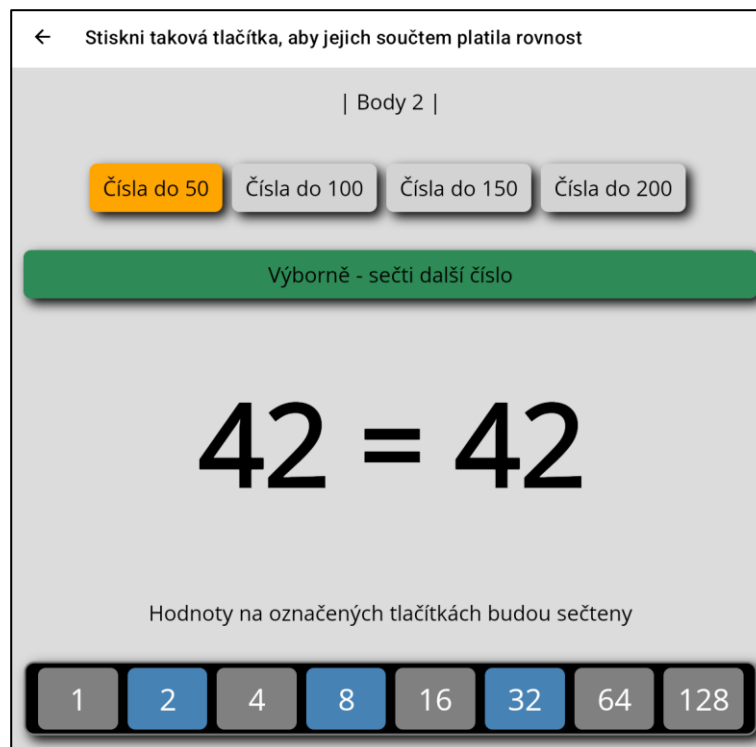 ← Stiskni taková tlačítka, aby jejich součtem platila rovnost
| Body 2 |
Čísla do 50 Čísla do 100 Čísla do 150 Čísla do 200
Výborně - sečti další číslo
42 = 42
Hodnoty na označených tlačítkách budou sečteny
1 2 4 8 16 32 64 128